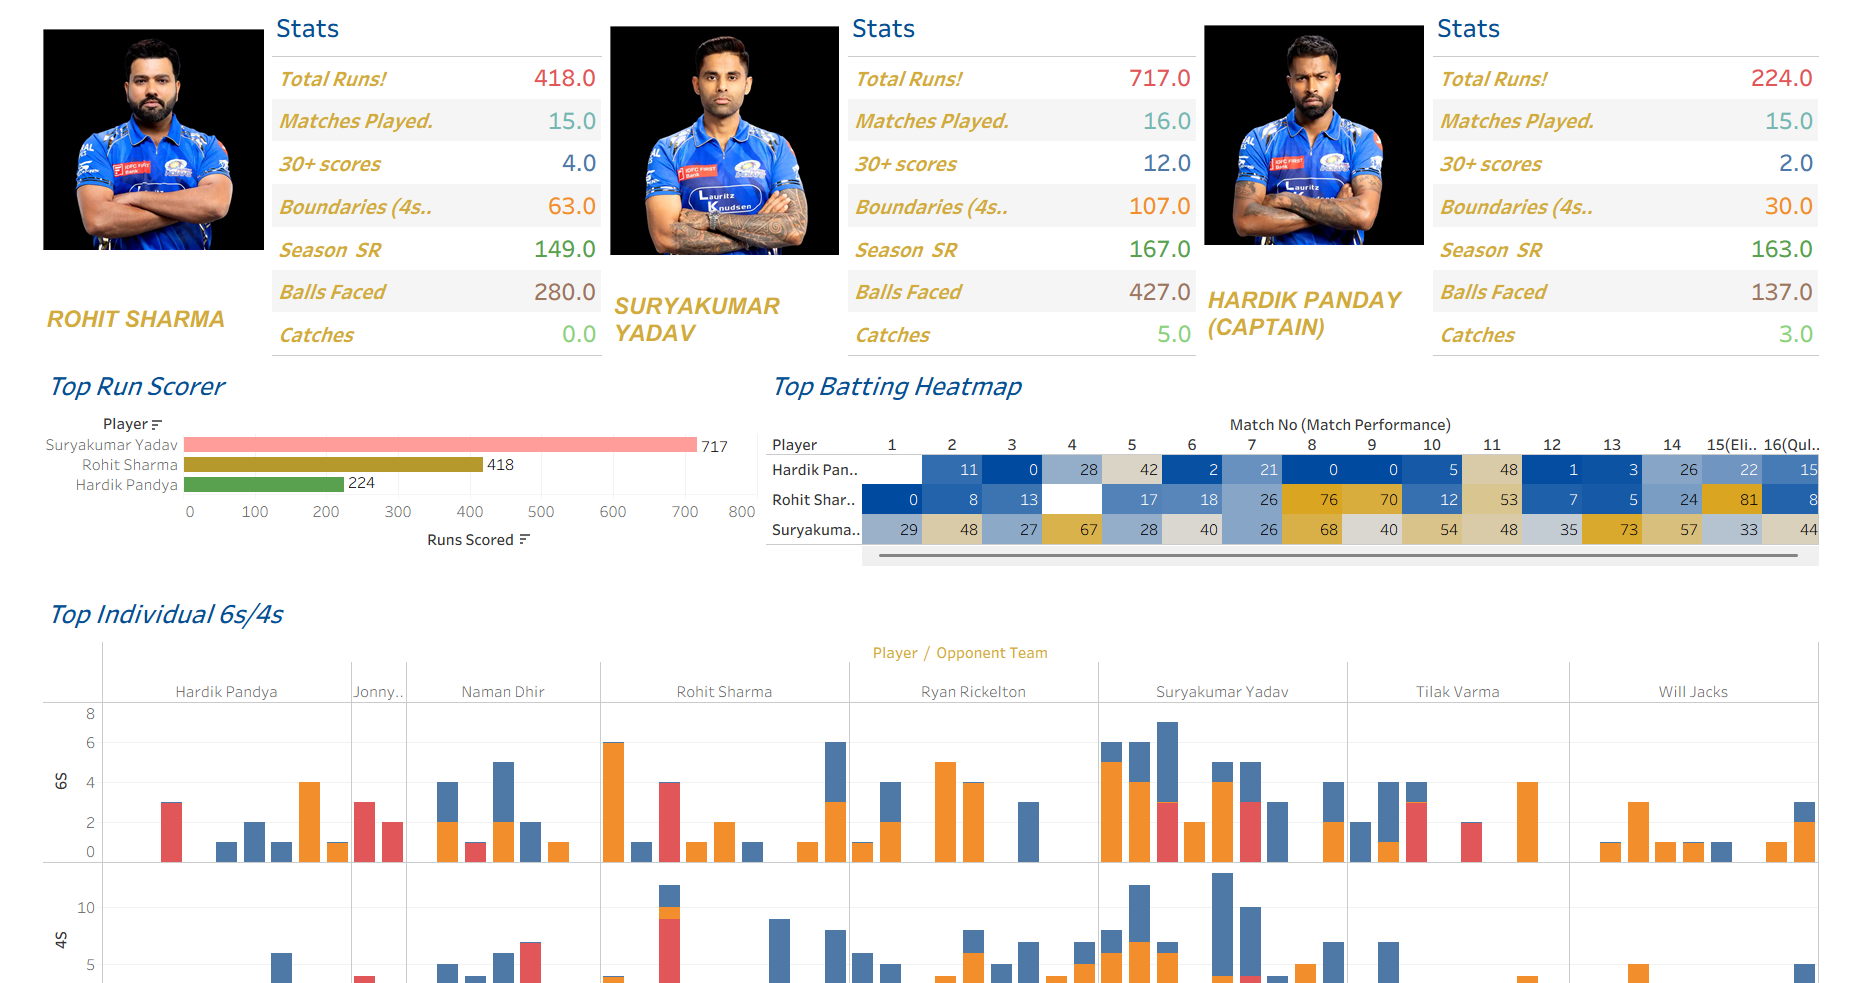 Stats
Total Runs! 418.0
Matches Played. 15.0
30+ scores 4.0
Boundaries (4s.. 63.0
Season SR 149.0
Balls Faced 280.0
Catches 0.0
ROHIT SHARMA
Stats
Total Runs! 717.0
Matches Played. 16.0
30+ scores 12.0
Boundaries (4s.. 107.0
Season SR 167.0
Balls Faced 427.0
Catches 5.0
SURYAKUMAR
YADAV
IDFC FIRST
Bank
Lauritz
Knudsen
Stats
Total Runs! 224.0
Matches Played. 15.0
30+ scores 2.0
Boundaries (4s.. 30.0
Season SR 163.0
Balls Faced 137.0
Catches 3.0
HARDIK PANDAY
(CAPTAIN)
Top Run Scorer
Player
Suryakumar Yadav 717
Rohit Sharma 418
Hardik Pandya 224
0 100 200 300 400 500 600 700 800
Runs Scored
Top Batting Heatmap
Match No (Match Performance)
Player 1 2 3 4 5 6 7 8 9 10 11 12 13 14 15(Eli.. 16(Qul..
Hardik Pan.. 11 0 28 42 2 21 0 0 5 48 1 3 26 22 15
Rohit Shar.. 0 8 13 17 18 26 76 70 12 53 7 5 24 81 8
Suryakuma.. 29 48 27 67 28 40 26 68 40 54 48 35 73 57 33 44
Top Individual 6s/4s
Player / Opponent Team
Hardik Pandya Jonny.. Naman Dhir Rohit Sharma Ryan Rickelton Suryakumar Yadav Tilak Varma Will Jacks
8
6
4
2
0
6S
10
5
4S